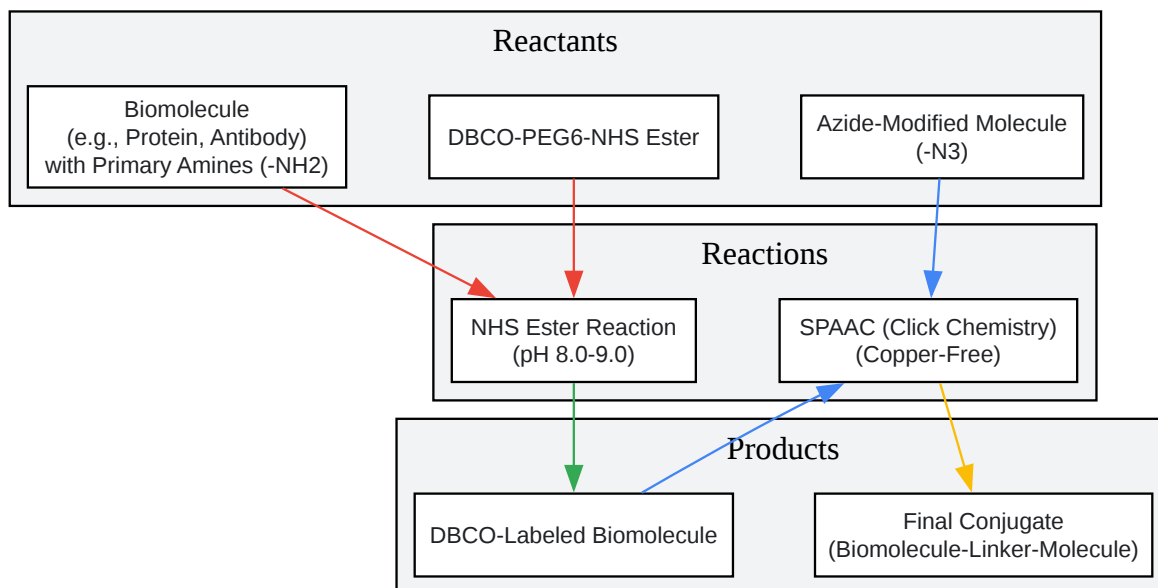 Reactants
Biomolecule
(e.g., Protein, Antibody)
with Primary Amines (-NH2)
DBCO-PEG6-NHS Ester
Azide-Modified Molecule
(-N3)
Reactions
NHS Ester Reaction
(pH 8.0-9.0)
SPAAC (Click Chemistry)
(Copper-Free)
Products
DBCO-Labeled Biomolecule
Final Conjugate
(Biomolecule-Linker-Molecule)